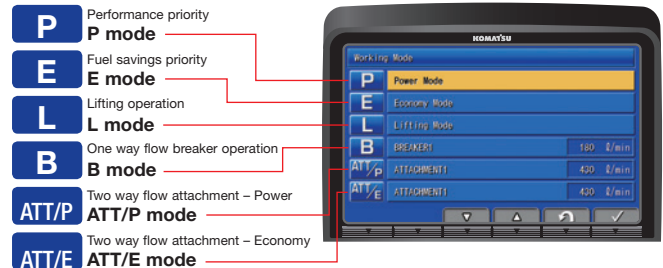 P
Performance priority
P mode
E
Fuel savings priority
E mode
L
Lifting operation
L mode
B
One way flow breaker operation
B mode
ATT/P
Two way flow attachment – Power
ATT/P mode
ATT/E
Two way flow attachment – Economy
ATT/E mode
KOMATSU
Working Mode
P Power Mode
E Economy Mode
L Lifting Mode
B BREAKER1 180 ℓ/min
ATT/P ATTACHMENT1 430 ℓ/min
ATT/E ATTACHMENT1 430 ℓ/min